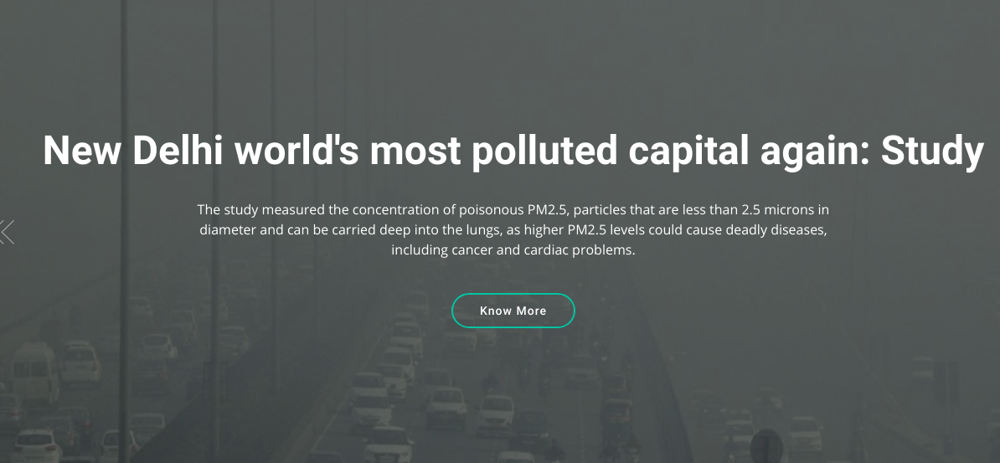 New Delhi world's most polluted capital again: Study
The study measured the concentration of poisonous PM2.5, particles that are less than 2.5 microns in
diameter and can be carried deep into the lungs, as higher PM2.5 levels could cause deadly diseases,
including cancer and cardiac problems.
Know More